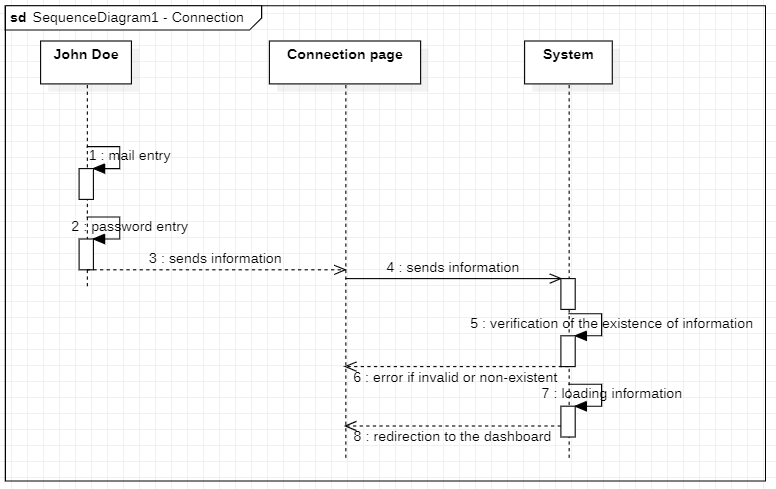 sd SequenceDiagram1 - Connection
John Doe
Connection page
System
1 : mail entry
2 : password entry
3 : sends information
4 : sends information
5 : verification of the existence of information
6 : error if invalid or non-existent
7 : loading information
8 : redirection to the dashboard